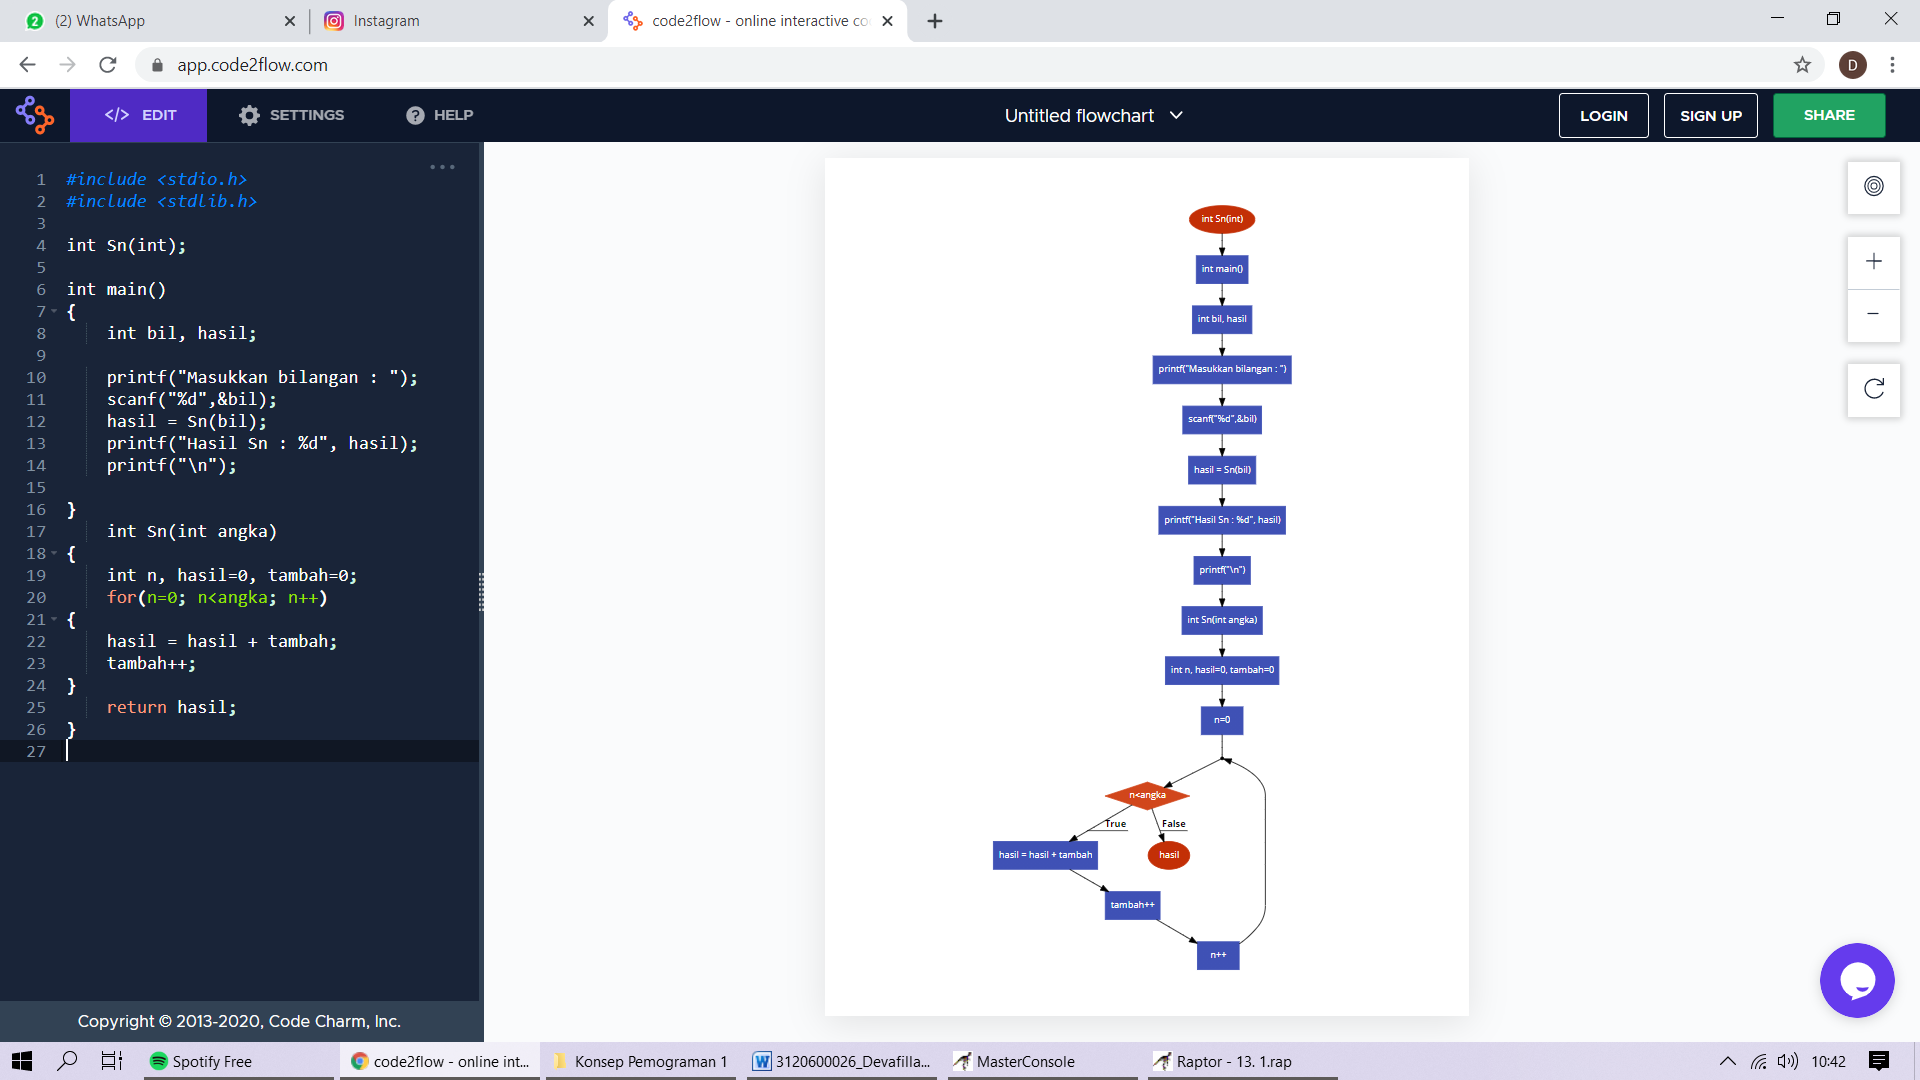 (2) WhatsApp
Instagram
code2flow - online interactive co
app.code2flow.com
D
</> EDIT
SETTINGS
? HELP
Untitled flowchart
LOGIN
SIGN UP
SHARE
1 #include <stdio.h>
2 #include <stdlib.h>
3
4 int Sn(int);
5
6 int main()
7 {
8 int bil, hasil;
9
10 printf("Masukkan bilangan : ");
11 scanf("%d",&bil);
12 hasil = Sn(bil);
13 printf("Hasil Sn : %d", hasil);
14 printf("\n");
15
16 }
17 int Sn(int angka)
18 {
19 int n, hasil=0, tambah=0;
20 for(n=0; n<angka; n++)
21 {
22 hasil = hasil + tambah;
23 tambah++;
24 }
25 return hasil;
26 }
27
Copyright © 2013-2020, Code Charm, Inc.
int Sn(int)
int main()
int bil, hasil
printf("Masukkan bilangan : ")
scanf("%d",&bil)
hasil = Sn(bil)
printf("Hasil Sn : %d", hasil)
printf("\n")
int Sn(int angka)
int n, hasil=0, tambah=0
n=0
n<angka
True
False
hasil = hasil + tambah
hasil
tambah++
n++
Spotify Free
code2flow - online int...
Konsep Pemograman 1
3120600026_Devafilla...
MasterConsole
Raptor - 13. 1.rap
10:42